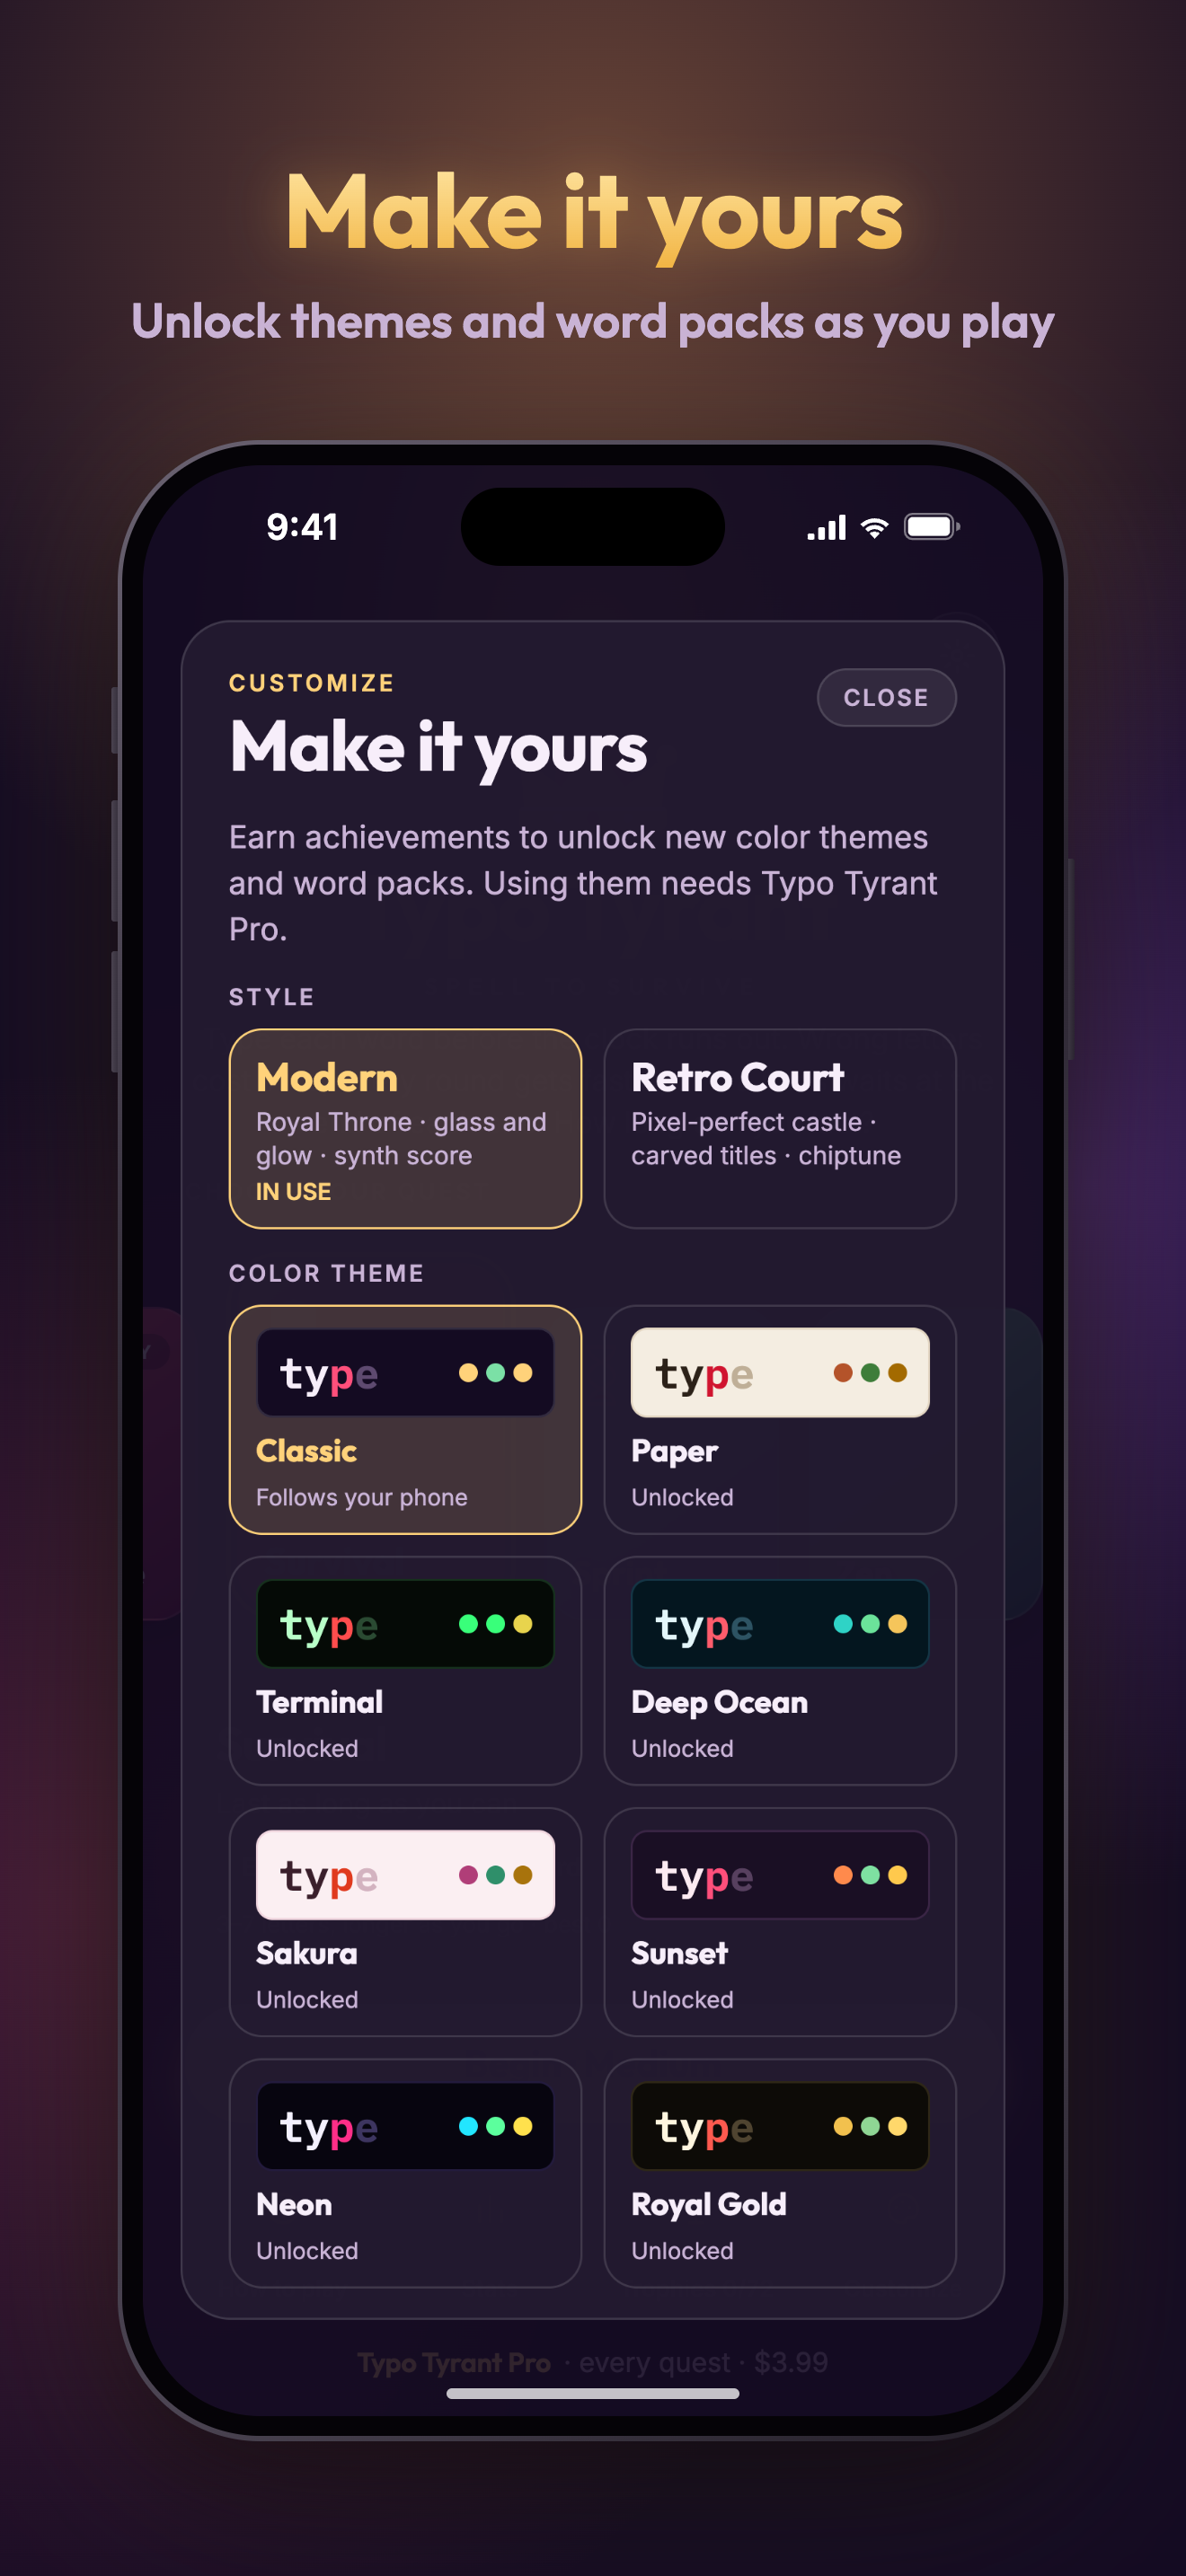 Make it yours
Unlock themes and word packs as you play
9:41
CUSTOMIZE
CLOSE
Make it yours
Earn achievements to unlock new color themes
and word packs. Using them needs Typo Tyrant
Pro.
STYLE
Modern
Royal Throne · glass and
glow · synth score
IN USE
Retro Court
Pixel-perfect castle ·
carved titles · chiptune
COLOR THEME
type
Classic
Follows your phone
type
Paper
Unlocked
type
Terminal
Unlocked
type
Deep Ocean
Unlocked
type
Sakura
Unlocked
type
Sunset
Unlocked
type
Neon
Unlocked
type
Royal Gold
Unlocked
Typo Tyrant Pro · every quest · $3.99